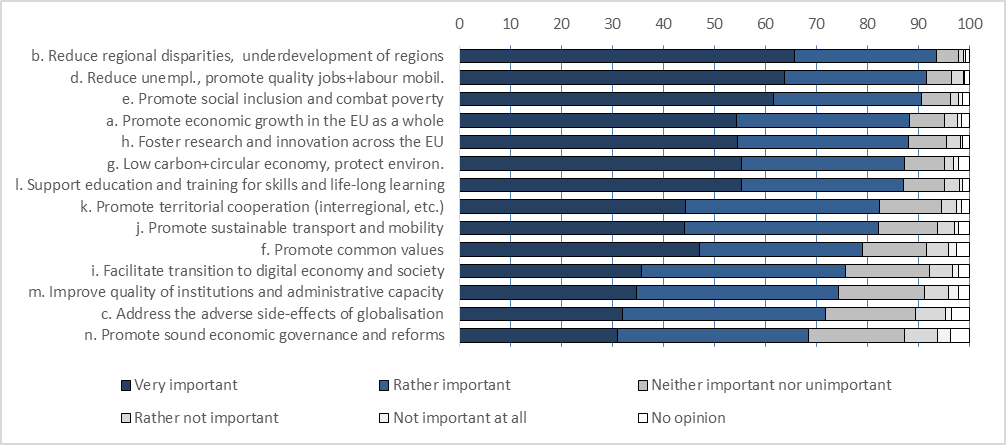 0 10 20 30 40 50 60 70 80 90 100
b. Reduce regional disparities,  underdevelopment of regions
d. Reduce unempl., promote quality jobs+labour mobil.
e. Promote social inclusion and combat poverty
a. Promote economic growth in the EU as a whole
h. Foster research and innovation across the EU
g. Low carbon+circular economy, protect environ.
l. Support education and training for skills and life-long learning
k. Promote territorial cooperation (interregional, etc.)
j. Promote sustainable transport and mobility
f. Promote common values
i. Facilitate transition to digital economy and society
m. Improve quality of institutions and administrative capacity
c. Address the adverse side-effects of globalisation
n. Promote sound economic governance and reforms
Very important Rather important Neither important nor unimportant
Rather not important Not important at all No opinion